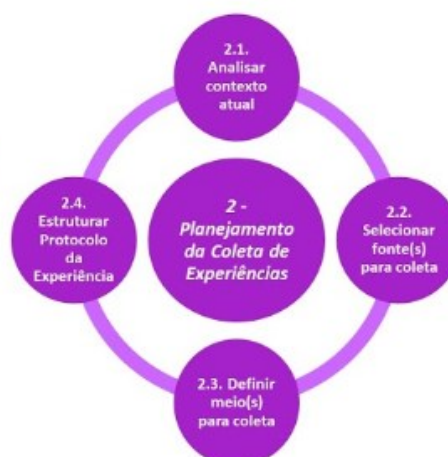 2.1.
Analisar
contexto
atual
2.4.
Estruturar
Protocolo
da
Experiência
2 -
Planejamento
da Coleta de
Experiências
2.2.
Selecionar
fonte(s)
para coleta
2.3. Definir
meio(s)
para coleta